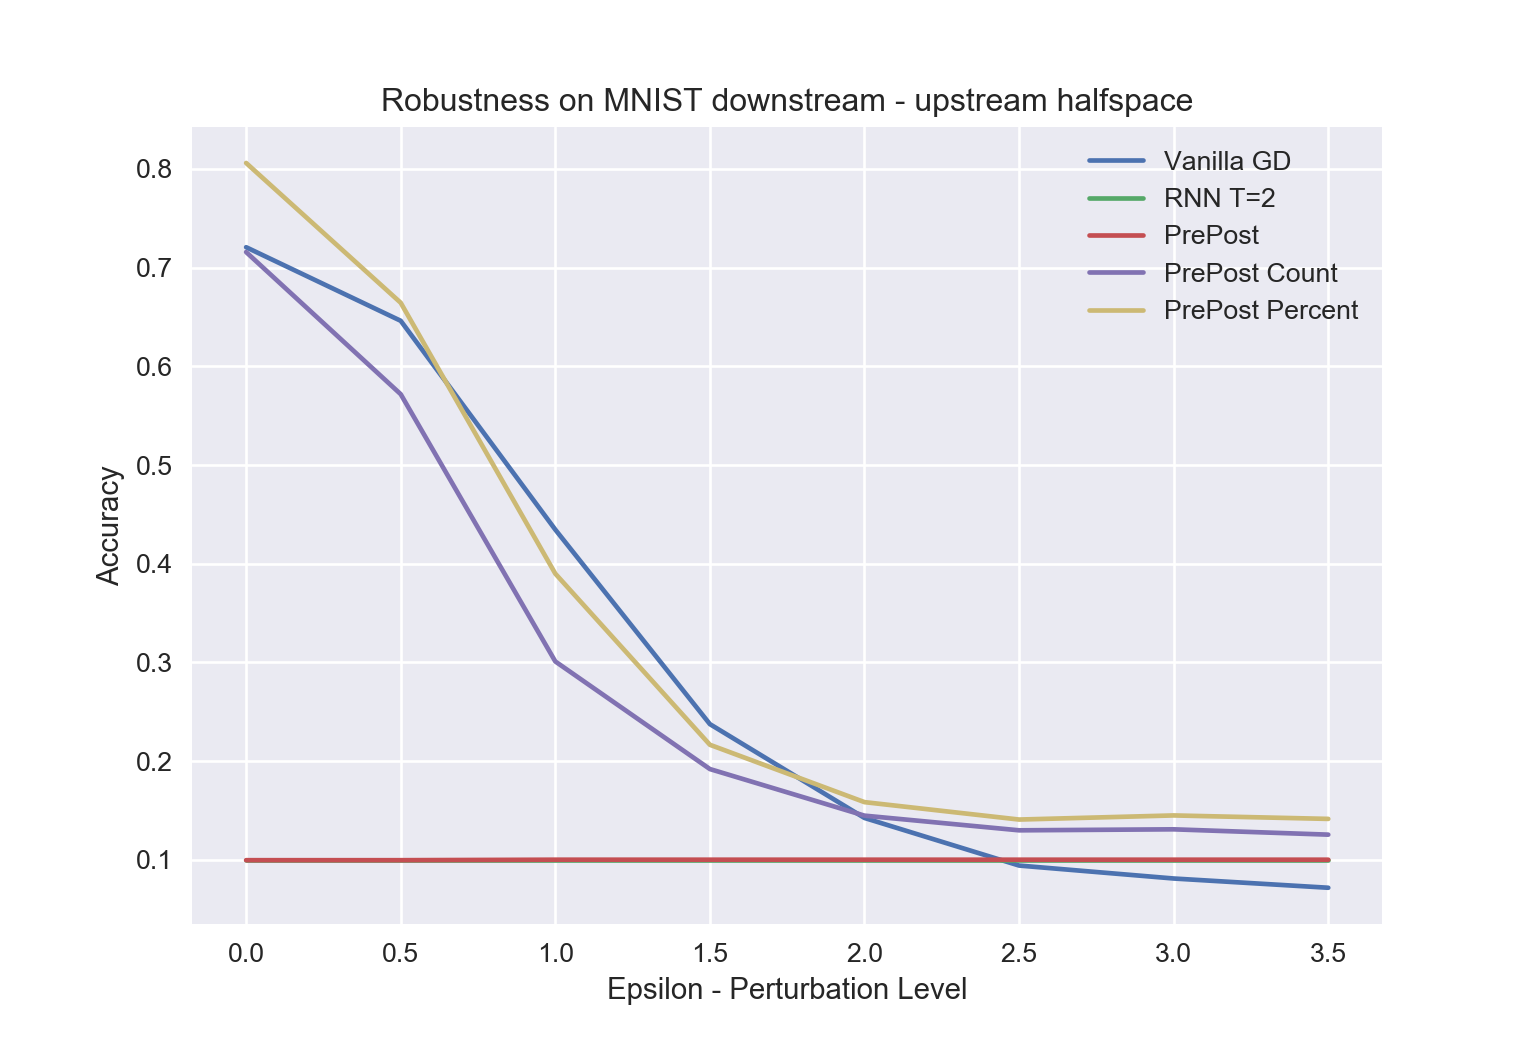 Robustness on MNIST downstream - upstream halfspace
Vanilla GD
RNN T=2
PrePost
PrePost Count
PrePost Percent
0.8
0.7
0.6
0.5
0.4
0.3
0.2
0.1
Accuracy
0.0 0.5 1.0 1.5 2.0 2.5 3.0 3.5
Epsilon - Perturbation Level